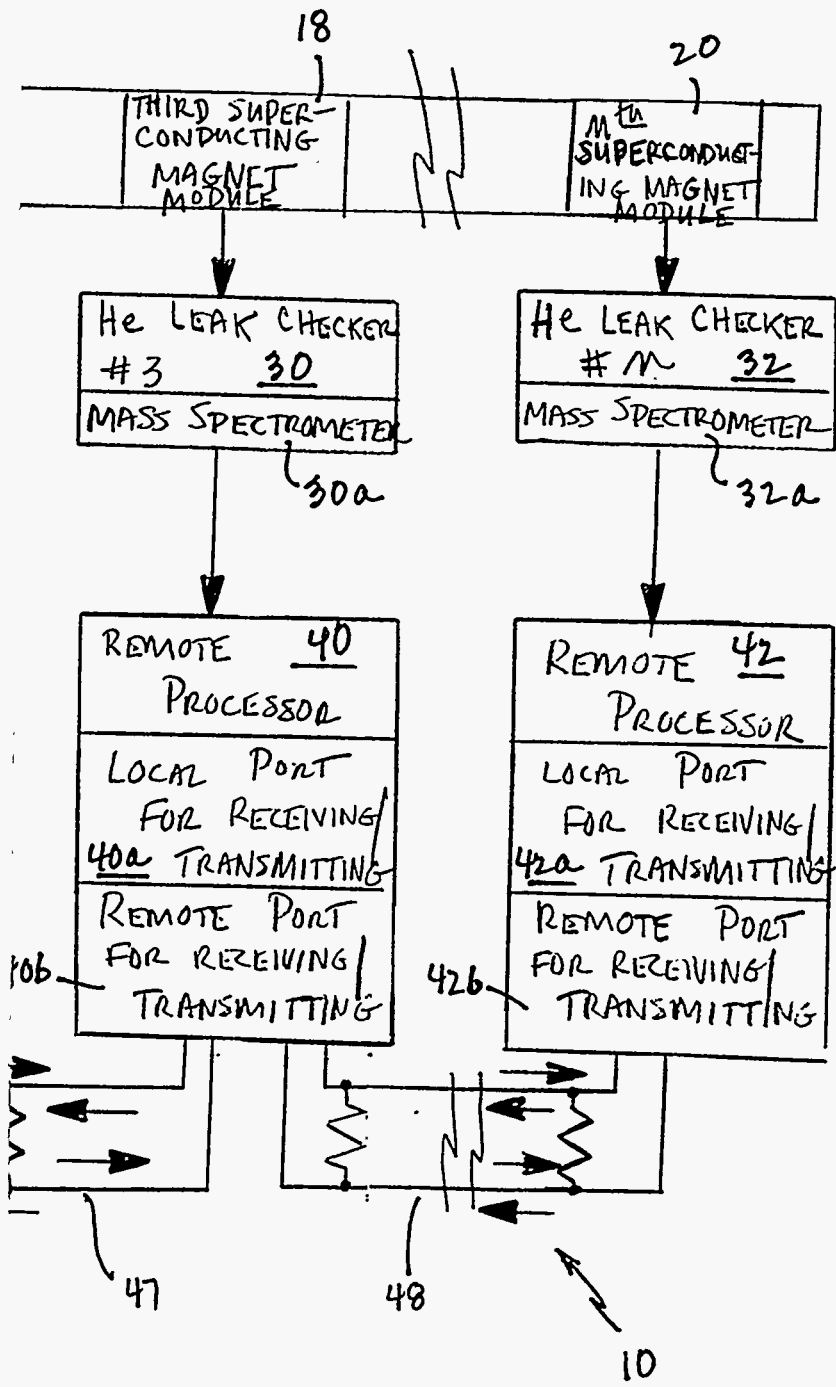 18
20
THIRD SUPER-
CONDUCTING
MAGNET
MODULE
nth
SUPERCONDUCT-
ING MAGNET
MODULE
He LEAK CHECKER
#3 30
MASS SPECTROMETER
30a
He LEAK CHECKER
# n 32
MASS SPECTROMETER
32a
REMOTE 40
PROCESSOR
LOCAL PORT
FOR RECEIVING/
40a TRANSMITTING
REMOTE PORT
FOR RECEIVING/
TRANSMITTING
40b
REMOTE 42
PROCESSOR
LOCAL PORT
FOR RECEIVING/
42a TRANSMITTING
REMOTE PORT
FOR RECEIVING/
TRANSMITTING
42b
47
48
10